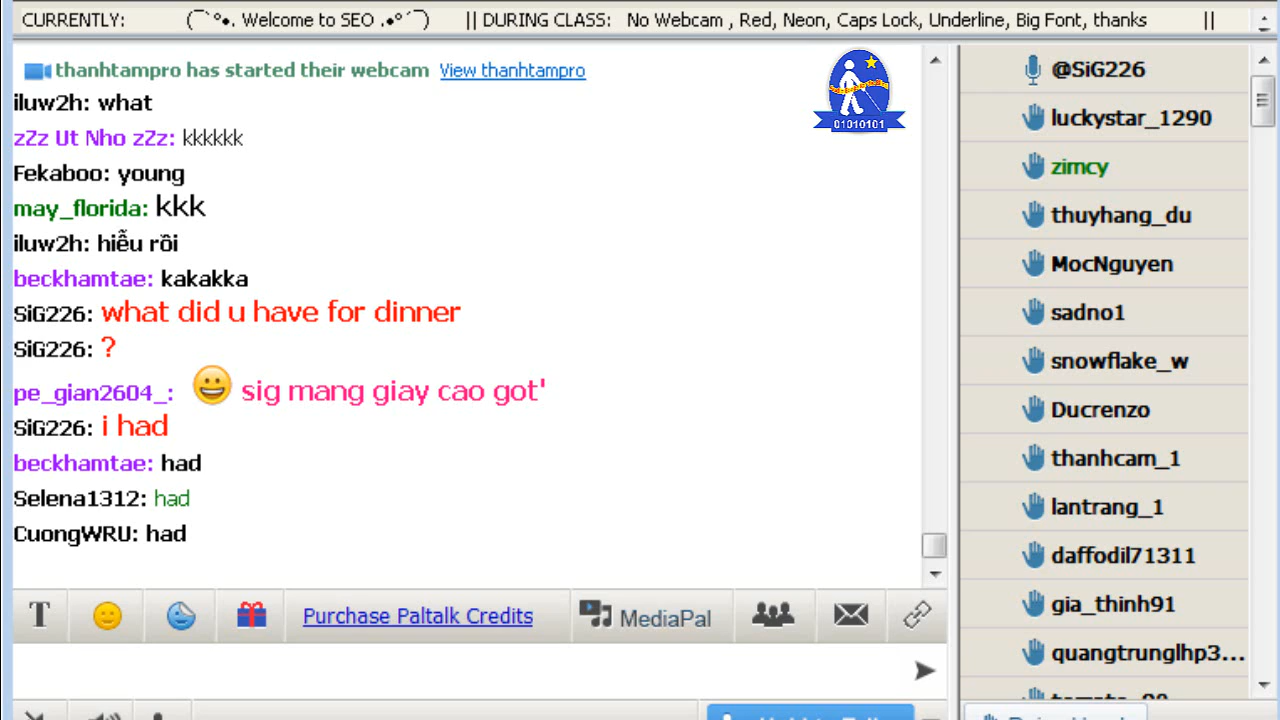 CURRENTLY: (¯`°•. Welcome to SEO .•°´¯) || DURING CLASS: No Webcam , Red, Neon, Caps Lock, Underline, Big Font, thanks ||
thanhtampro has started their webcam View thanhtampro
iluw2h: what
zZz Ut Nho zZz: kkkkkk
Fekaboo: young
may_florida: kkk
iluw2h: hiểu rồi
beckhamtae: kakakka
SiG226: what did u have for dinner
SiG226: ?
pe_gian2604_: 😀 sig mang giay cao got'
SiG226: i had
beckhamtae: had
Selena1312: had
CuongWRU: had
01010101
@SiG226
luckystar_1290
zimcy
thuyhang_du
MocNguyen
sadno1
snowflake_w
Ducrenzo
thanhcam_1
lantrang_1
daffodil71311
gia_thinh91
quangtrunglhp3...
T
Purchase Paltalk Credits
MediaPal